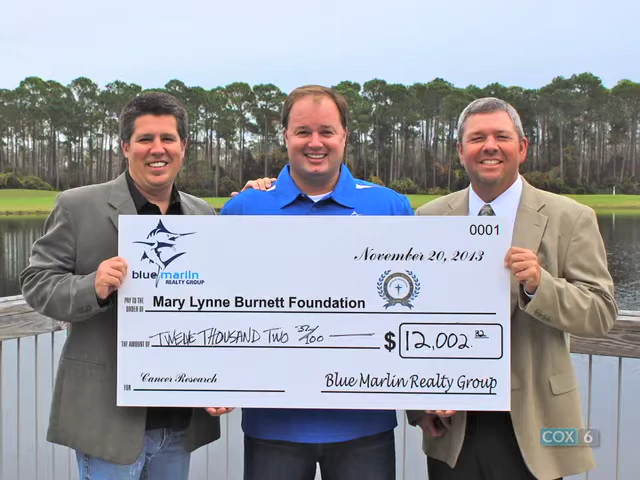 0001
November 20, 2013
blue marlin
REALTY GROUP
PAY TO THE
ORDER OF Mary Lynne Burnett Foundation
THE AMOUNT OF TWELVE THOUSAND TWO 32/100 $ 12,002.32
FOR Cancer Research Blue Marlin Realty Group
COX 6